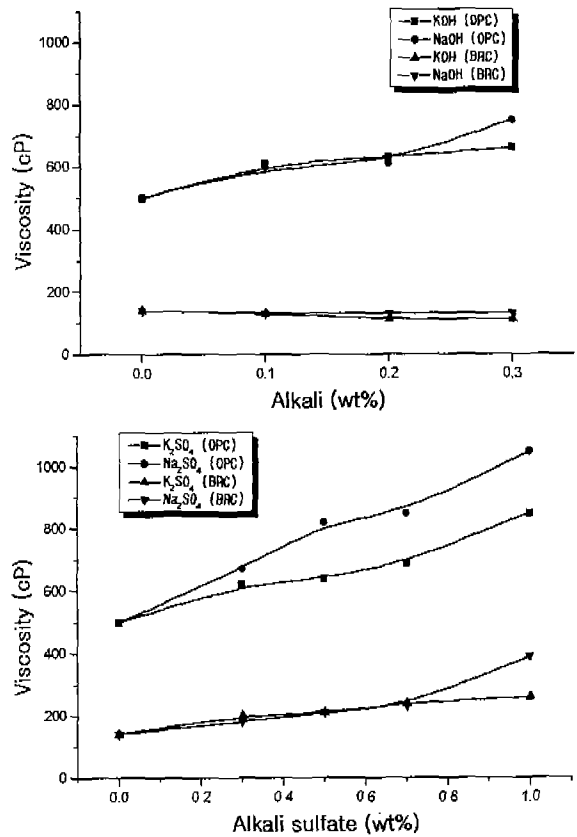 KOH (OPC)
NaOH (OPC)
KOH (BRC)
NaOH (BRC)
1000
800
600
400
200
0
Viscosity (cP)
0.0 0.1 0.2 0.3
Alkali (wt%)
K₂SO₄ (OPC)
Na₂SO₄ (OPC)
K₂SO₄ (BRC)
Na₂SO₄ (BRC)
1000
800
600
400
200
0
Viscosity (cP)
0.0 0.2 0.4 0.6 0.8 1.0
Alkali sulfate (wt%)